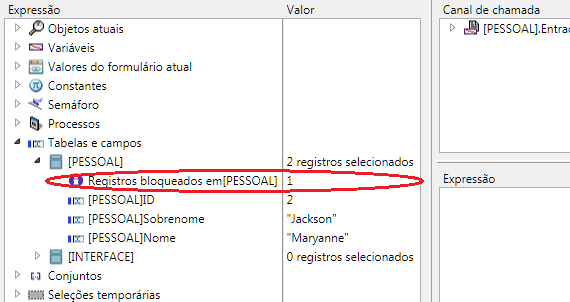 Expressão Valor
Objetos atuais
Variáveis
Valores do formulário atual
Constantes
Semáforo
Processos
Tabelas e campos
[PESSOAL] 2 registros selecionados
Registros bloqueados em[PESSOAL] 1
[PESSOAL]ID 2
[PESSOAL]Sobrenome "Jackson"
[PESSOAL]Nome "Maryanne"
[INTERFACE] 0 registros selecionados
Conjuntos
Seleções temporárias
Canal de chamada
[PESSOAL].Entrad
Expressão